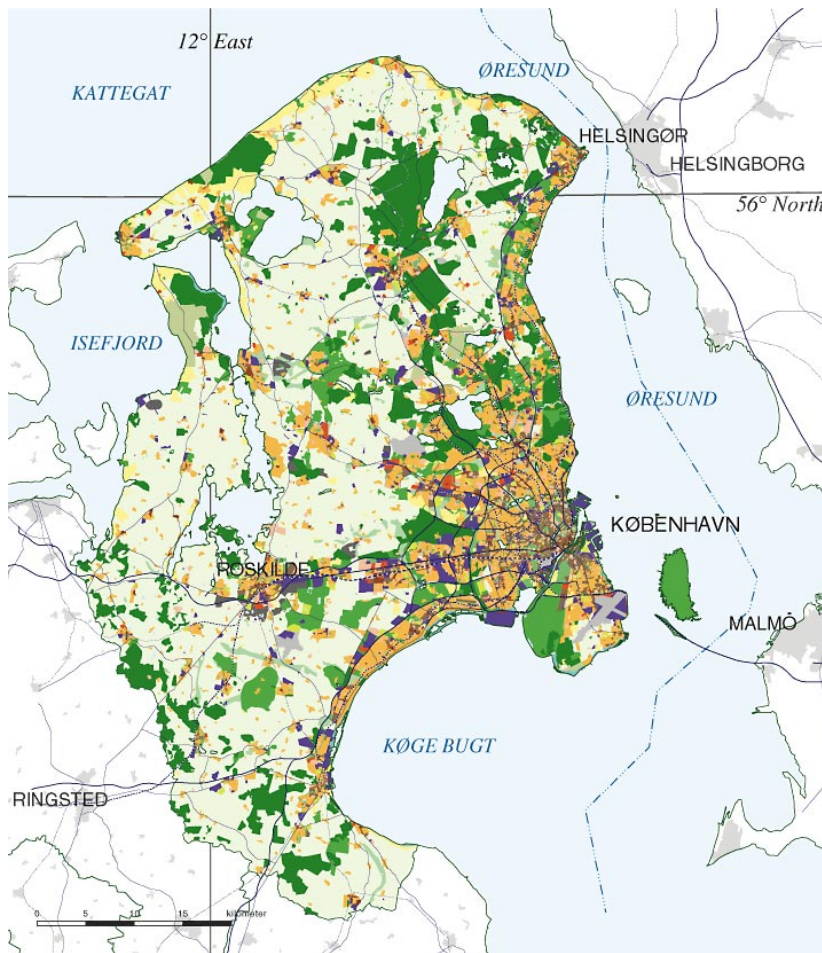 12° East
ØRESUND
KATTEGAT
HELSINGØR
HELSINGBORG
56° North
ISEFJORD
ØRESUND
KØBENHAVN
ROSKILDE
MALMÖ
KØGE BUGT
RINGSTED
0 5 10 15 kilometer